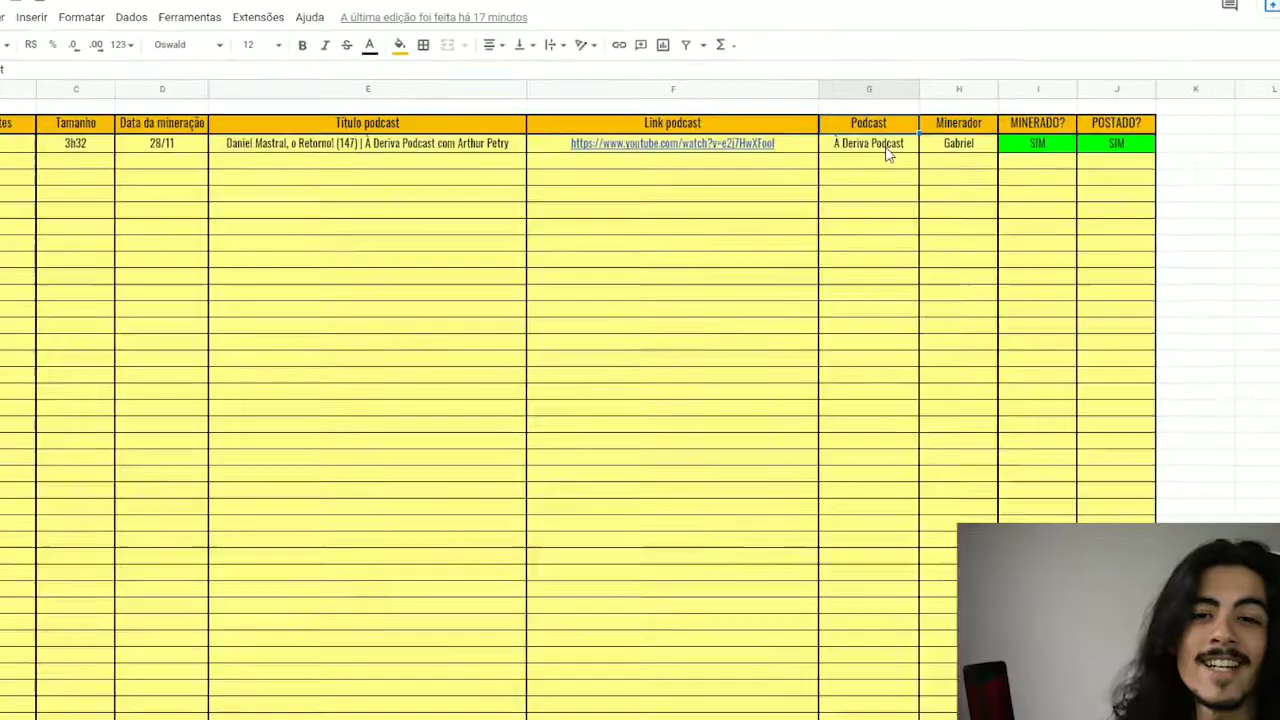 Inserir Formatar Dados Ferramentas Extensões Ajuda A última edição foi feita há 17 minutos
R$ % .0 .00 123 Oswald 12 B I S A
C D E F G H I J K L
Tamanho Data da mineração Título podcast Link podcast Podcast Minerador MINERADO? POSTADO?
3h32 28/11 Daniel Mastral, o Retorno! (147) | À Deriva Podcast com Arthur Petry https://www.youtube.com/watch?v=e2j7HwXFooI À Deriva Podcast Gabriel SIM SIM